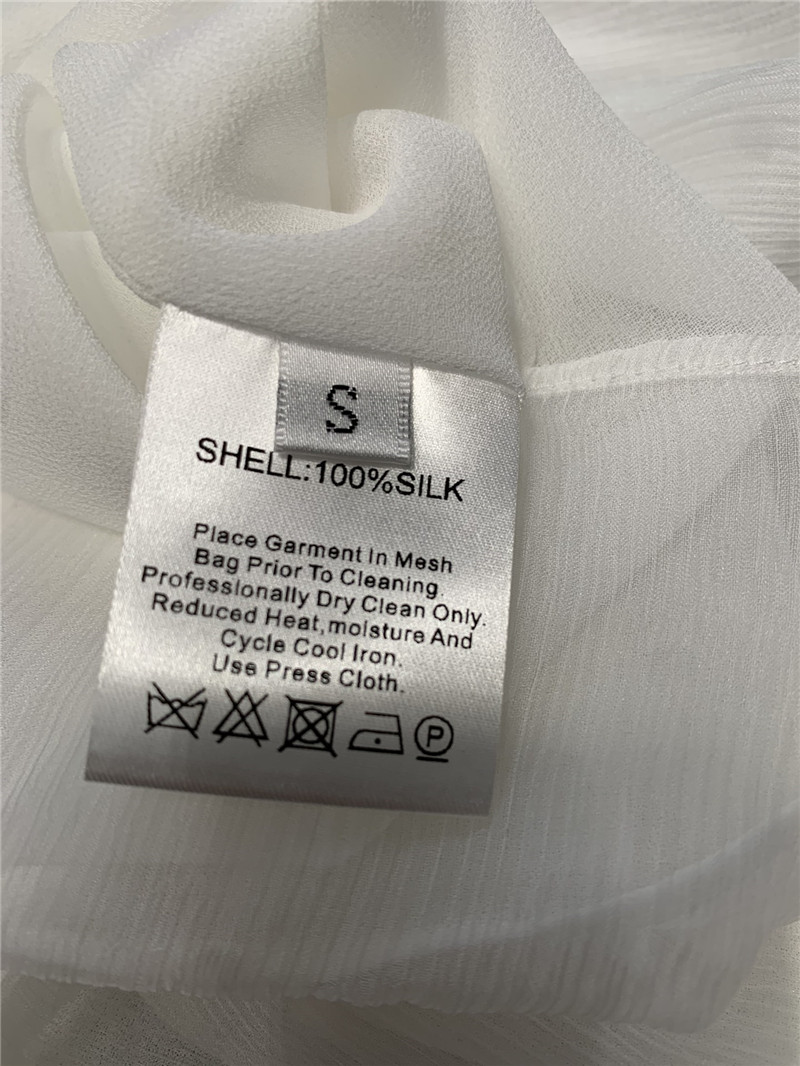 S
SHELL:100%SILK
Place Garment In Mesh
Bag Prior To Cleaning.
Professionally Dry Clean Only.
Reduced Heat,moisture And
Cycle Cool Iron.
Use Press Cloth.
P